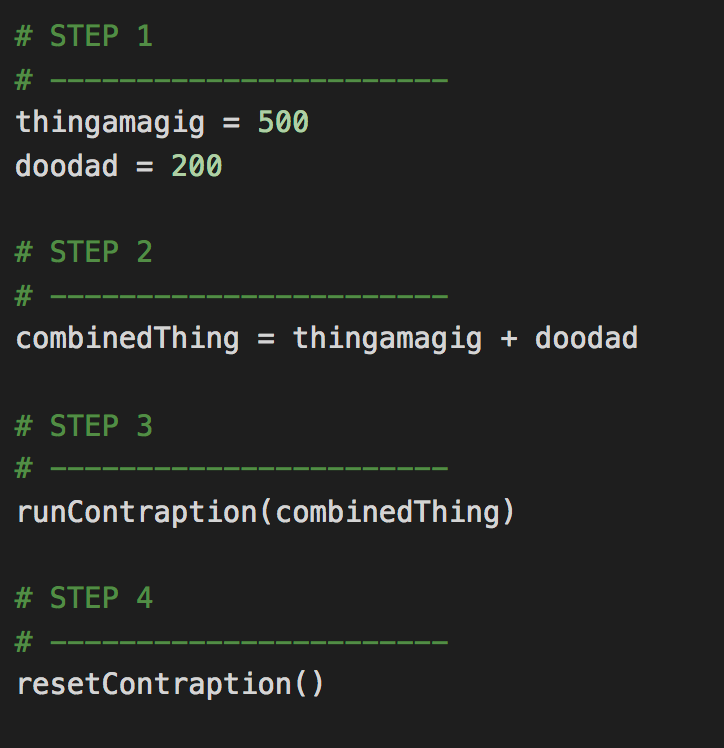 # STEP 1
# -----------------------
thingamagig = 500
doodad = 200
# STEP 2
# -----------------------
combinedThing = thingamagig + doodad
# STEP 3
# -----------------------
runContraption(combinedThing)
# STEP 4
# -----------------------
resetContraption()